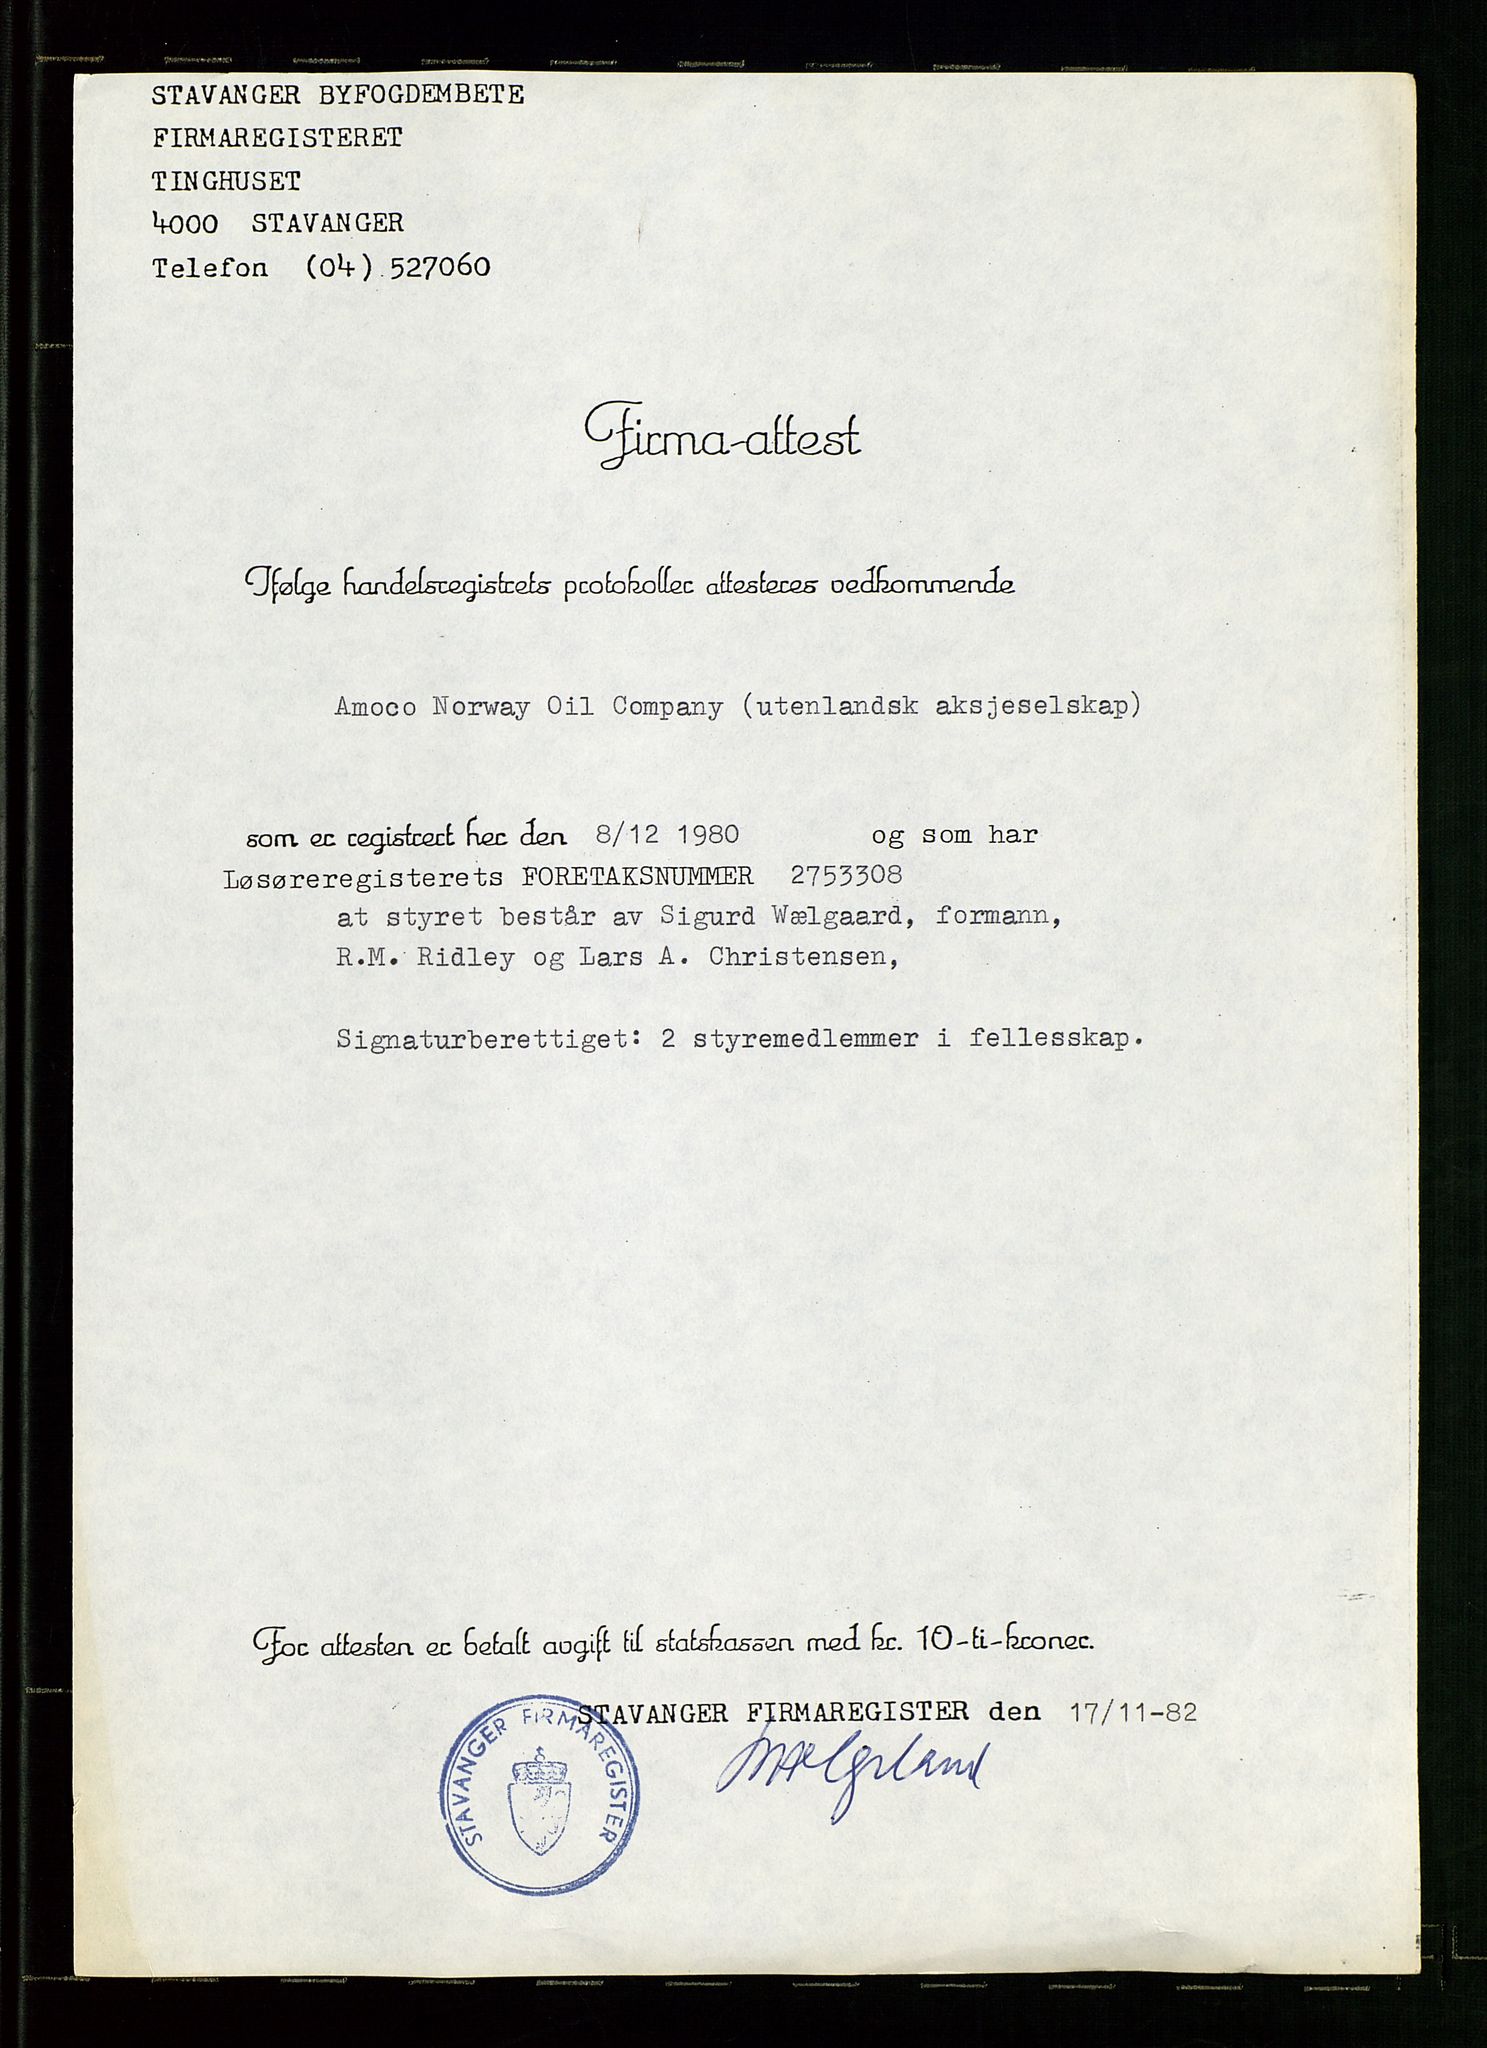 STAVANGER BYFOGDEMBETE
FIRMAREGISTERET
TINGHUSET
4000 STAVANGER
Telefon (04) 527060
Firma-attest
Ifølge handelsregistrets protokoller attesteres vedkommende
Amoco Norway Oil Company (utenlandsk aksjeselskap)
som er registrert her den 8/12 1980 og som har
Løsøreregisterets FORETAKSNUMMER 2753308
at styret består av Sigurd Wælgaard, formann,
R.M. Ridley og Lars A. Christensen,
Signaturberettiget: 2 styremedlemmer i fellesskap.
For attesten er betalt avgift til statskassen med kr. 10-ti-kroner.
STAVANGER FIRMAREGISTER den 17/11-82
STAVANGER FIRMAREGISTER